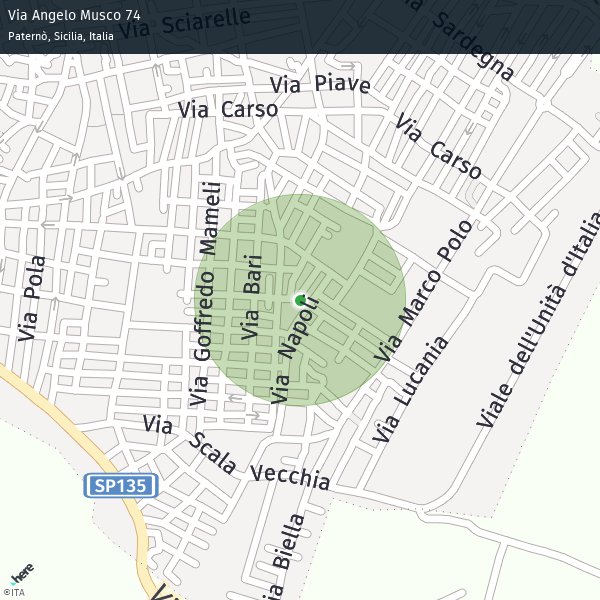 Via Angelo Musco 74
Paternò, Sicilia, Italia
Via Sciarelle
Via Sardegna
Via Piave
Via Carso
Via Carso
Via Goffredo Mameli
Via Marco Polo
Viale dell'Unità d'Italia
Via Pola
Via Bari
Via Napoli
Via Lucania
Via Scala Vecchia
SP135
Via Biella
here
©ITA